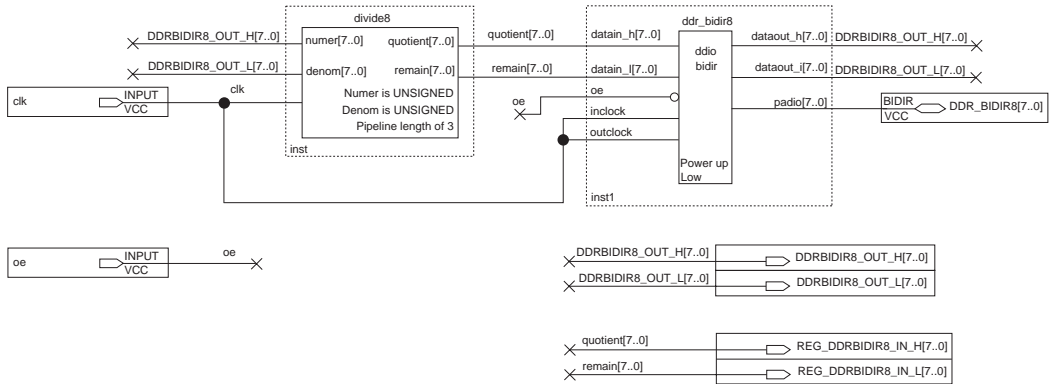 divide8
DDRBIDIR8_OUT_H[7..0]
numer[7..0]
quotient[7..0]
quotient[7..0]
DDRBIDIR8_OUT_L[7..0]
denom[7..0]
remain[7..0]
remain[7..0]
clk
INPUT
VCC
clk
Numer is UNSIGNED
Denom is UNSIGNED
Pipeline length of 3
inst
ddr_bidir8
datain_h[7..0]
ddio
bidir
dataout_h[7..0]
DDRBIDIR8_OUT_H[7..0]
datain_l[7..0]
dataout_i[7..0]
DDRBIDIR8_OUT_L[7..0]
oe
oe
padio[7..0]
BIDIR
VCC
DDR_BIDIR8[7..0]
inclock
outclock
Power up
Low
inst1
oe
INPUT
VCC
oe
DDRBIDIR8_OUT_H[7..0]
DDRBIDIR8_OUT_H[7..0]
DDRBIDIR8_OUT_L[7..0]
DDRBIDIR8_OUT_L[7..0]
quotient[7..0]
REG_DDRBIDIR8_IN_H[7..0]
remain[7..0]
REG_DDRBIDIR8_IN_L[7..0]